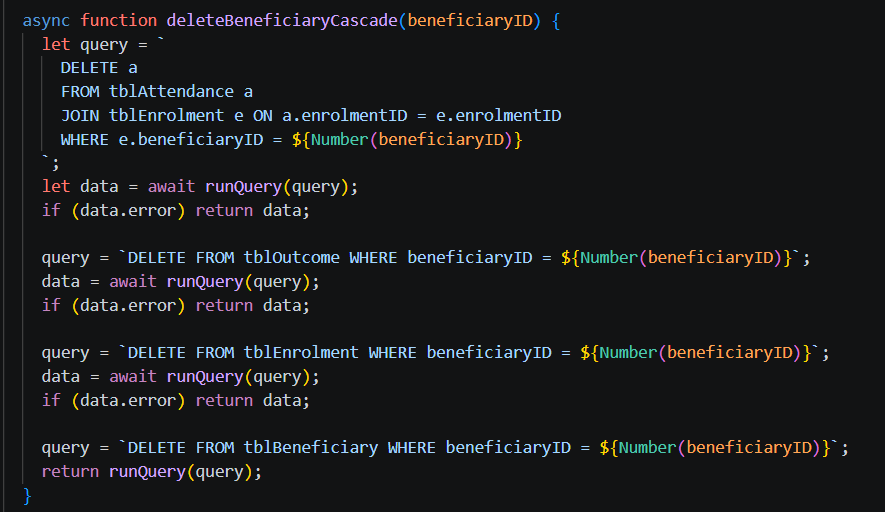 async function deleteBeneficiaryCascade(beneficiaryID) {
  let query = `
    DELETE a
    FROM tblAttendance a
    JOIN tblEnrolment e ON a.enrolmentID = e.enrolmentID
    WHERE e.beneficiaryID = ${Number(beneficiaryID)}
  `;
  let data = await runQuery(query);
  if (data.error) return data;

  query = `DELETE FROM tblOutcome WHERE beneficiaryID = ${Number(beneficiaryID)}`;
  data = await runQuery(query);
  if (data.error) return data;

  query = `DELETE FROM tblEnrolment WHERE beneficiaryID = ${Number(beneficiaryID)}`;
  data = await runQuery(query);
  if (data.error) return data;

  query = `DELETE FROM tblBeneficiary WHERE beneficiaryID = ${Number(beneficiaryID)}`;
  return runQuery(query);
}